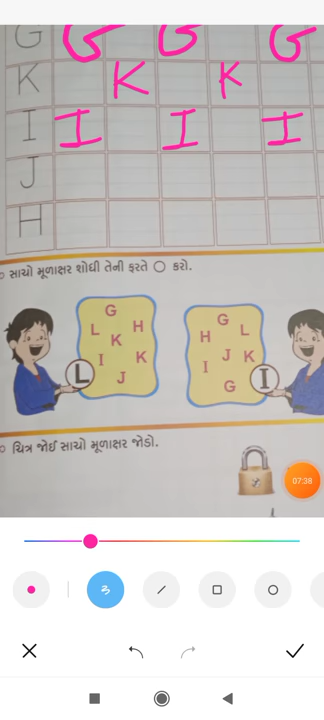 G G G G
K K K
I I I I
J
H
○ સાચો મૂળાક્ષર શોધી તેની ફરતે ○ કરો.
G
L H
K
I K
J
L
G
H L
J K
I
G
I
○ ચિત્ર જોઈ સાચો મૂળાક્ષર જોડો.
07:38